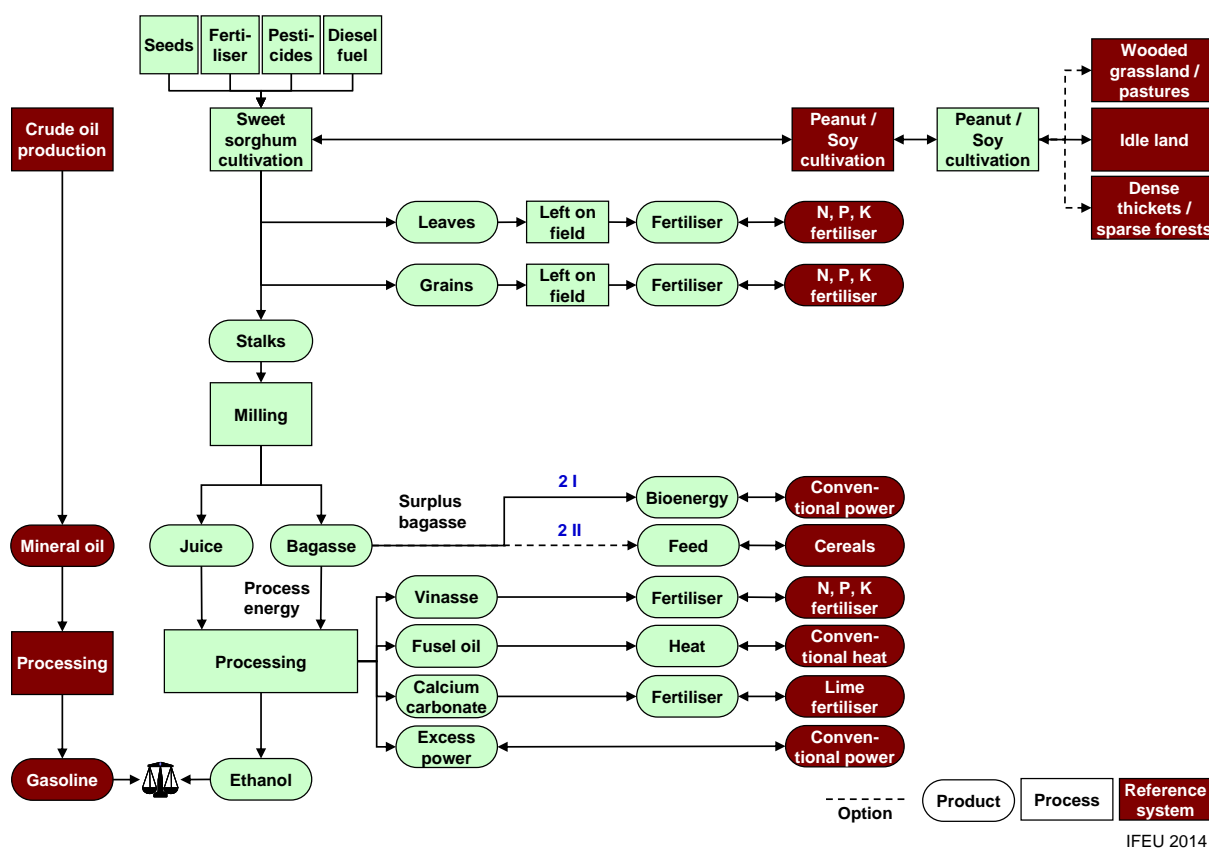 Seeds
Ferti-
liser
Pesti-
cides
Diesel
fuel
Crude oil
production
Sweet
sorghum
cultivation
Peanut /
Soy
cultivation
Peanut /
Soy
cultivation
Wooded
grassland /
pastures
Idle land
Dense
thickets /
sparse forests
Leaves
Left on
field
Fertiliser
N, P, K
fertiliser
Grains
Left on
field
Fertiliser
N, P, K
fertiliser
Stalks
Milling
Surplus
bagasse
2 I
Bioenergy
Conven-
tional power
Mineral oil
Juice
Bagasse
2 II
Feed
Cereals
Process
energy
Vinasse
Fertiliser
N, P, K
fertiliser
Processing
Processing
Fusel oil
Heat
Conven-
tional heat
Calcium
carbonate
Fertiliser
Lime
fertiliser
Excess
power
Conven-
tional power
Gasoline
Ethanol
Option
Product
Process
Reference
system
IFEU 2014